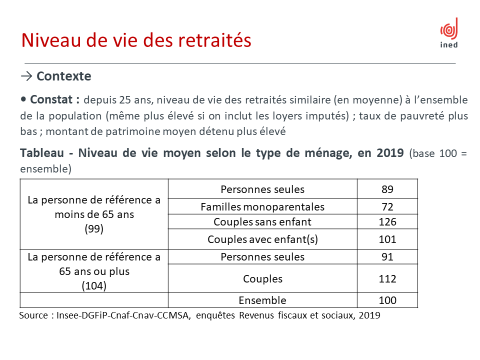 Niveau de vie des retraités
ined
→ Contexte
• Constat : depuis 25 ans, niveau de vie des retraités similaire (en moyenne) à l'ensemble
de la population (même plus élevé si on inclut les loyers imputés) ; taux de pauvreté plus
bas ; montant de patrimoine moyen détenu plus élevé
Tableau - Niveau de vie moyen selon le type de ménage, en 2019 (base 100 =
ensemble)
La personne de référence a
moins de 65 ans
(99)
Personnes seules 89
Familles monoparentales 72
Couples sans enfant 126
Couples avec enfant(s) 101
La personne de référence a
65 ans ou plus
(104)
Personnes seules 91
Couples 112
Ensemble 100
Source : Insee-DGFiP-Cnaf-Cnav-CCMSA, enquêtes Revenus fiscaux et sociaux, 2019